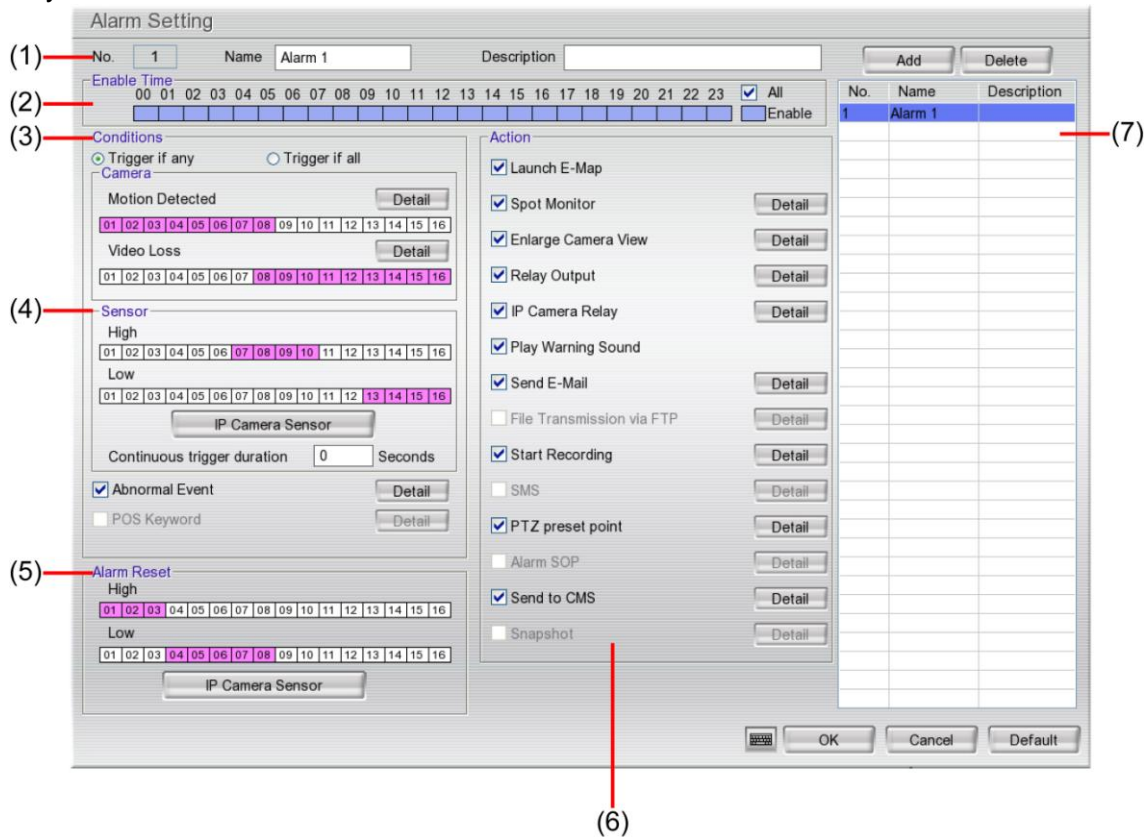 Alarm Setting
(1) No. 1 Name Alarm 1 Description Add Delete
(2) Enable Time
00 01 02 03 04 05 06 07 08 09 10 11 12 13 14 15 16 17 18 19 20 21 22 23 All
Enable
(3) Conditions
Trigger if any Trigger if all
Camera
Motion Detected Detail
01 02 03 04 05 06 07 08 09 10 11 12 13 14 15 16
Video Loss Detail
01 02 03 04 05 06 07 08 09 10 11 12 13 14 15 16
(4) Sensor
High
01 02 03 04 05 06 07 08 09 10 11 12 13 14 15 16
Low
01 02 03 04 05 06 07 08 09 10 11 12 13 14 15 16
IP Camera Sensor
Continuous trigger duration 0 Seconds
Abnormal Event Detail
POS Keyword Detail
(5) Alarm Reset
High
01 02 03 04 05 06 07 08 09 10 11 12 13 14 15 16
Low
01 02 03 04 05 06 07 08 09 10 11 12 13 14 15 16
IP Camera Sensor
Action
Launch E-Map
Spot Monitor Detail
Enlarge Camera View Detail
Relay Output Detail
IP Camera Relay Detail
Play Warning Sound
Send E-Mail Detail
File Transmission via FTP Detail
Start Recording Detail
SMS Detail
PTZ preset point Detail
Alarm SOP Detail
Send to CMS Detail
Snapshot Detail
(6)
No. Name Description
1 Alarm 1
(7)
OK Cancel Default